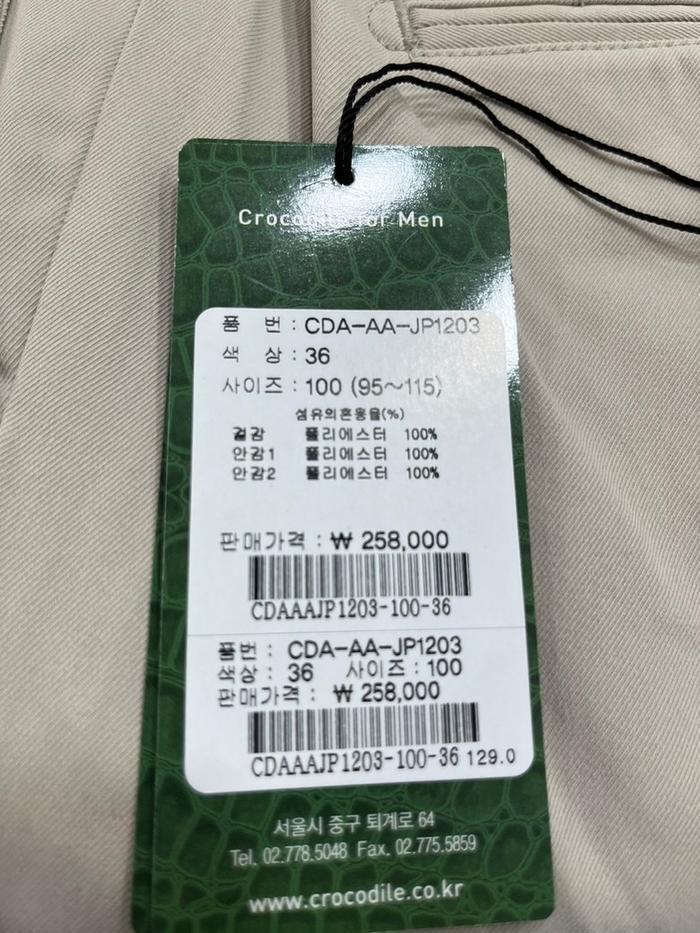 Crocodile for Men
품 번 : CDA-AA-JP1203
색 상 : 36
사이즈 : 100 (95~115)
섬유의혼용율(%)
겉감 폴리에스터 100%
안감1 폴리에스터 100%
안감2 폴리에스터 100%
판매가격 : ₩ 258,000
CDAAAJP1203-100-36
품번 : CDA-AA-JP1203
색상 : 36 사이즈 : 100
판매가격 : ₩ 258,000
CDAAAJP1203-100-36 129.0
서울시 중구 퇴계로 64
Tel. 02.778.5048 Fax. 02.775.5859
www.crocodile.co.kr